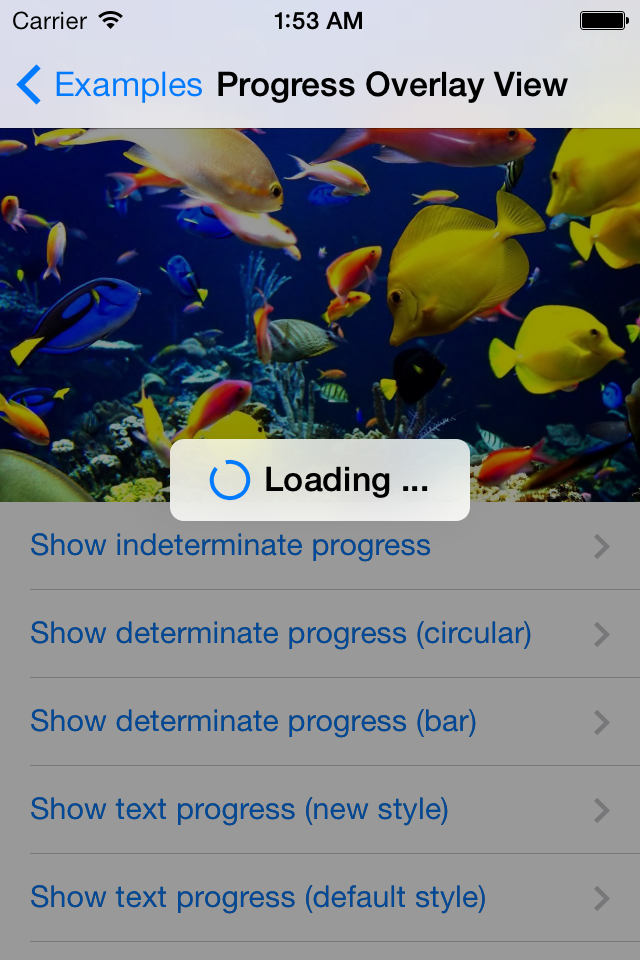 Carrier 1:53 AM
Examples Progress Overlay View
Loading ...
Show indeterminate progress
Show determinate progress (circular)
Show determinate progress (bar)
Show text progress (new style)
Show text progress (default style)